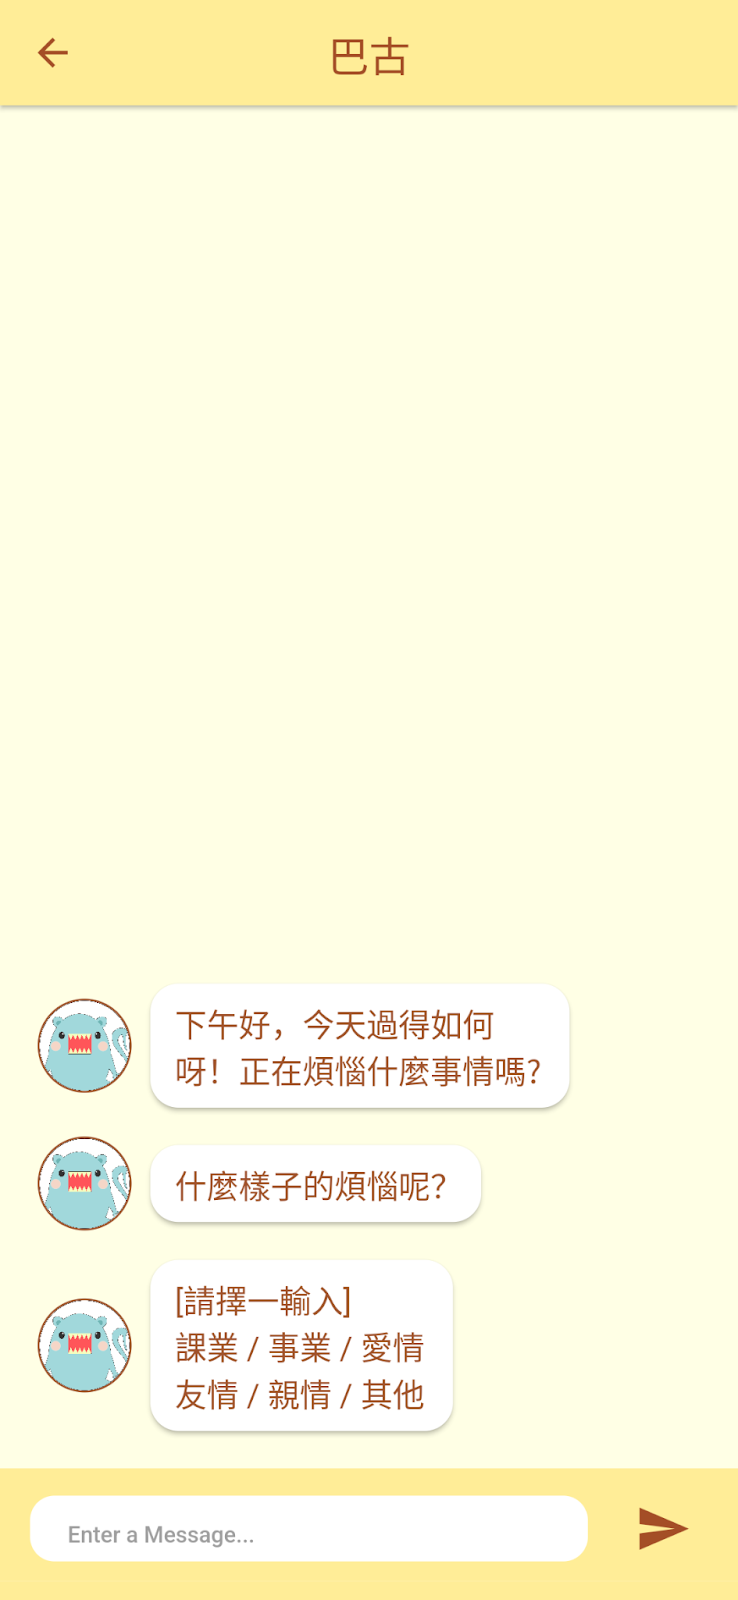 巴古
下午好，今天過得如何
呀！正在煩惱什麼事情嗎?
什麼樣子的煩惱呢?
[請擇一輸入]
課業 / 事業 / 愛情
友情 / 親情 / 其他
Enter a Message...